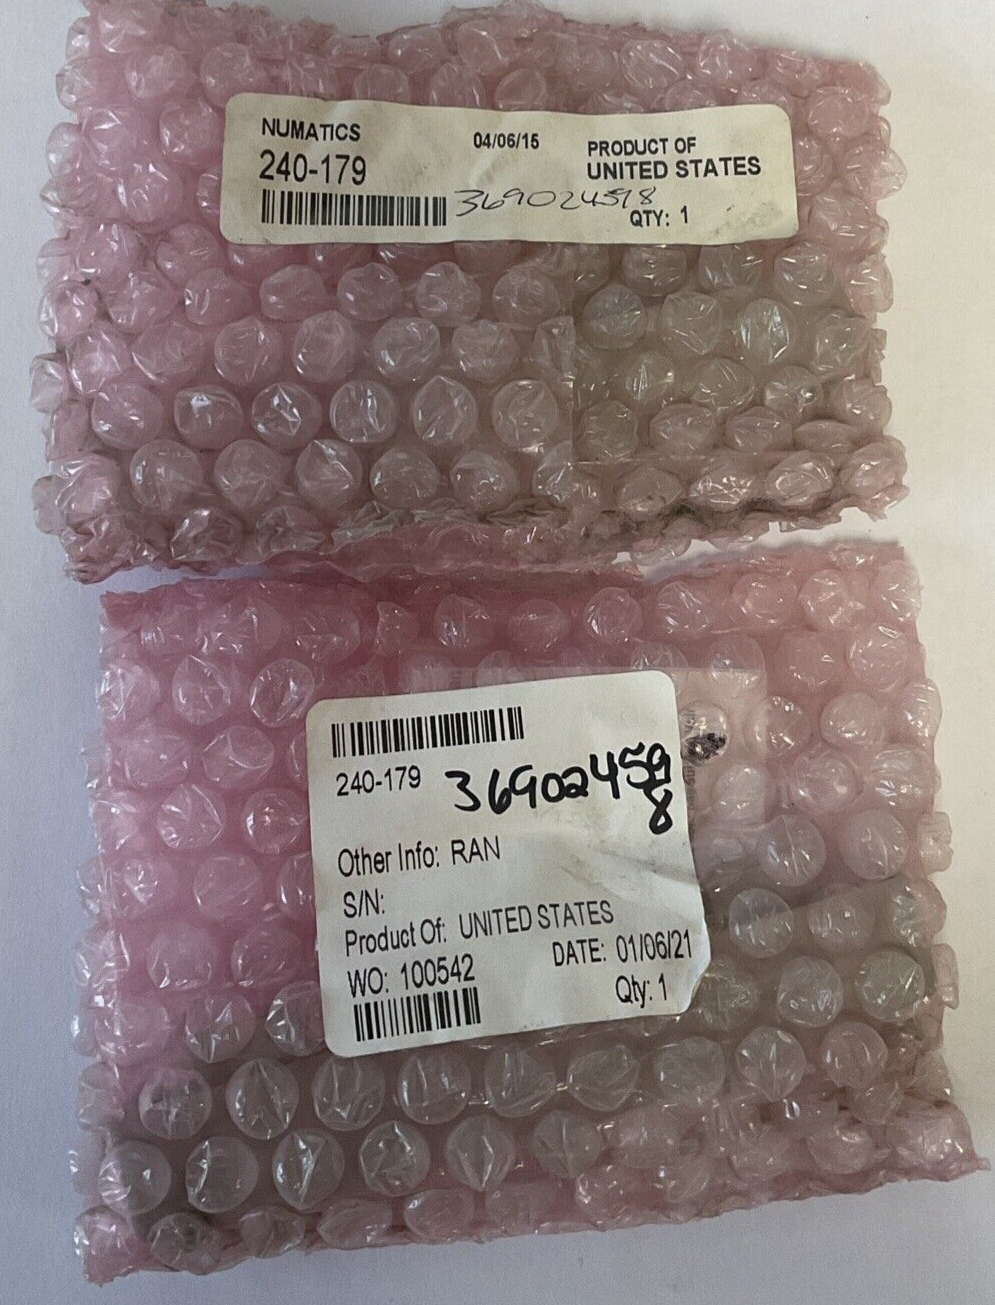 NUMATICS
04/06/15
PRODUCT OF
240-179
UNITED STATES
369024598
QTY: 1
240-179
369024598
Other Info: RAN
S/N:
Product Of: UNITED STATES
WO: 100542
DATE: 01/06/21
Qty: 1